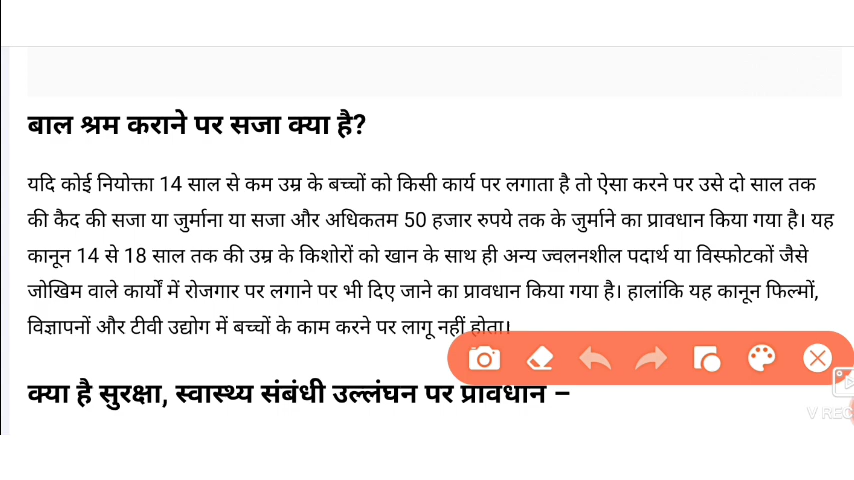 बाल श्रम कराने पर सजा क्या है?
यदि कोई नियोक्ता 14 साल से कम उम्र के बच्चों को किसी कार्य पर लगाता है तो ऐसा करने पर उसे दो साल तक
की कैद की सजा या जुर्माना या सजा और अधिकतम 50 हजार रुपये तक के जुर्माने का प्रावधान किया गया है। यह
कानून 14 से 18 साल तक की उम्र के किशोरों को खान के साथ ही अन्य ज्वलनशील पदार्थ या विस्फोटकों जैसे
जोखिम वाले कार्यों में रोजगार पर लगाने पर भी दिए जाने का प्रावधान किया गया है। हालांकि यह कानून फिल्मों,
विज्ञापनों और टीवी उद्योग में बच्चों के काम करने पर लागू नहीं होता।
क्या है सुरक्षा, स्वास्थ्य संबंधी उल्लंघन पर प्रावधान –
V REC